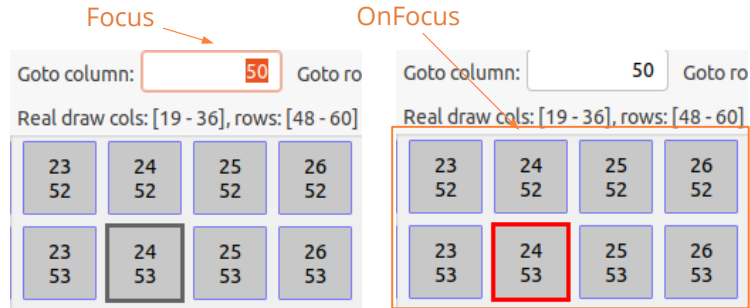 Focus
OnFocus
Goto column: 50 Goto ro
Real draw cols: [19 - 36], rows: [48 - 60]
23 24 25 26
52 52 52 52
23 24 25 26
53 53 53 53
Goto column: 50 Goto ro
Real draw cols: [19 - 36], rows: [48 - 60]
23 24 25 26
52 52 52 52
23 24 25 26
53 53 53 53